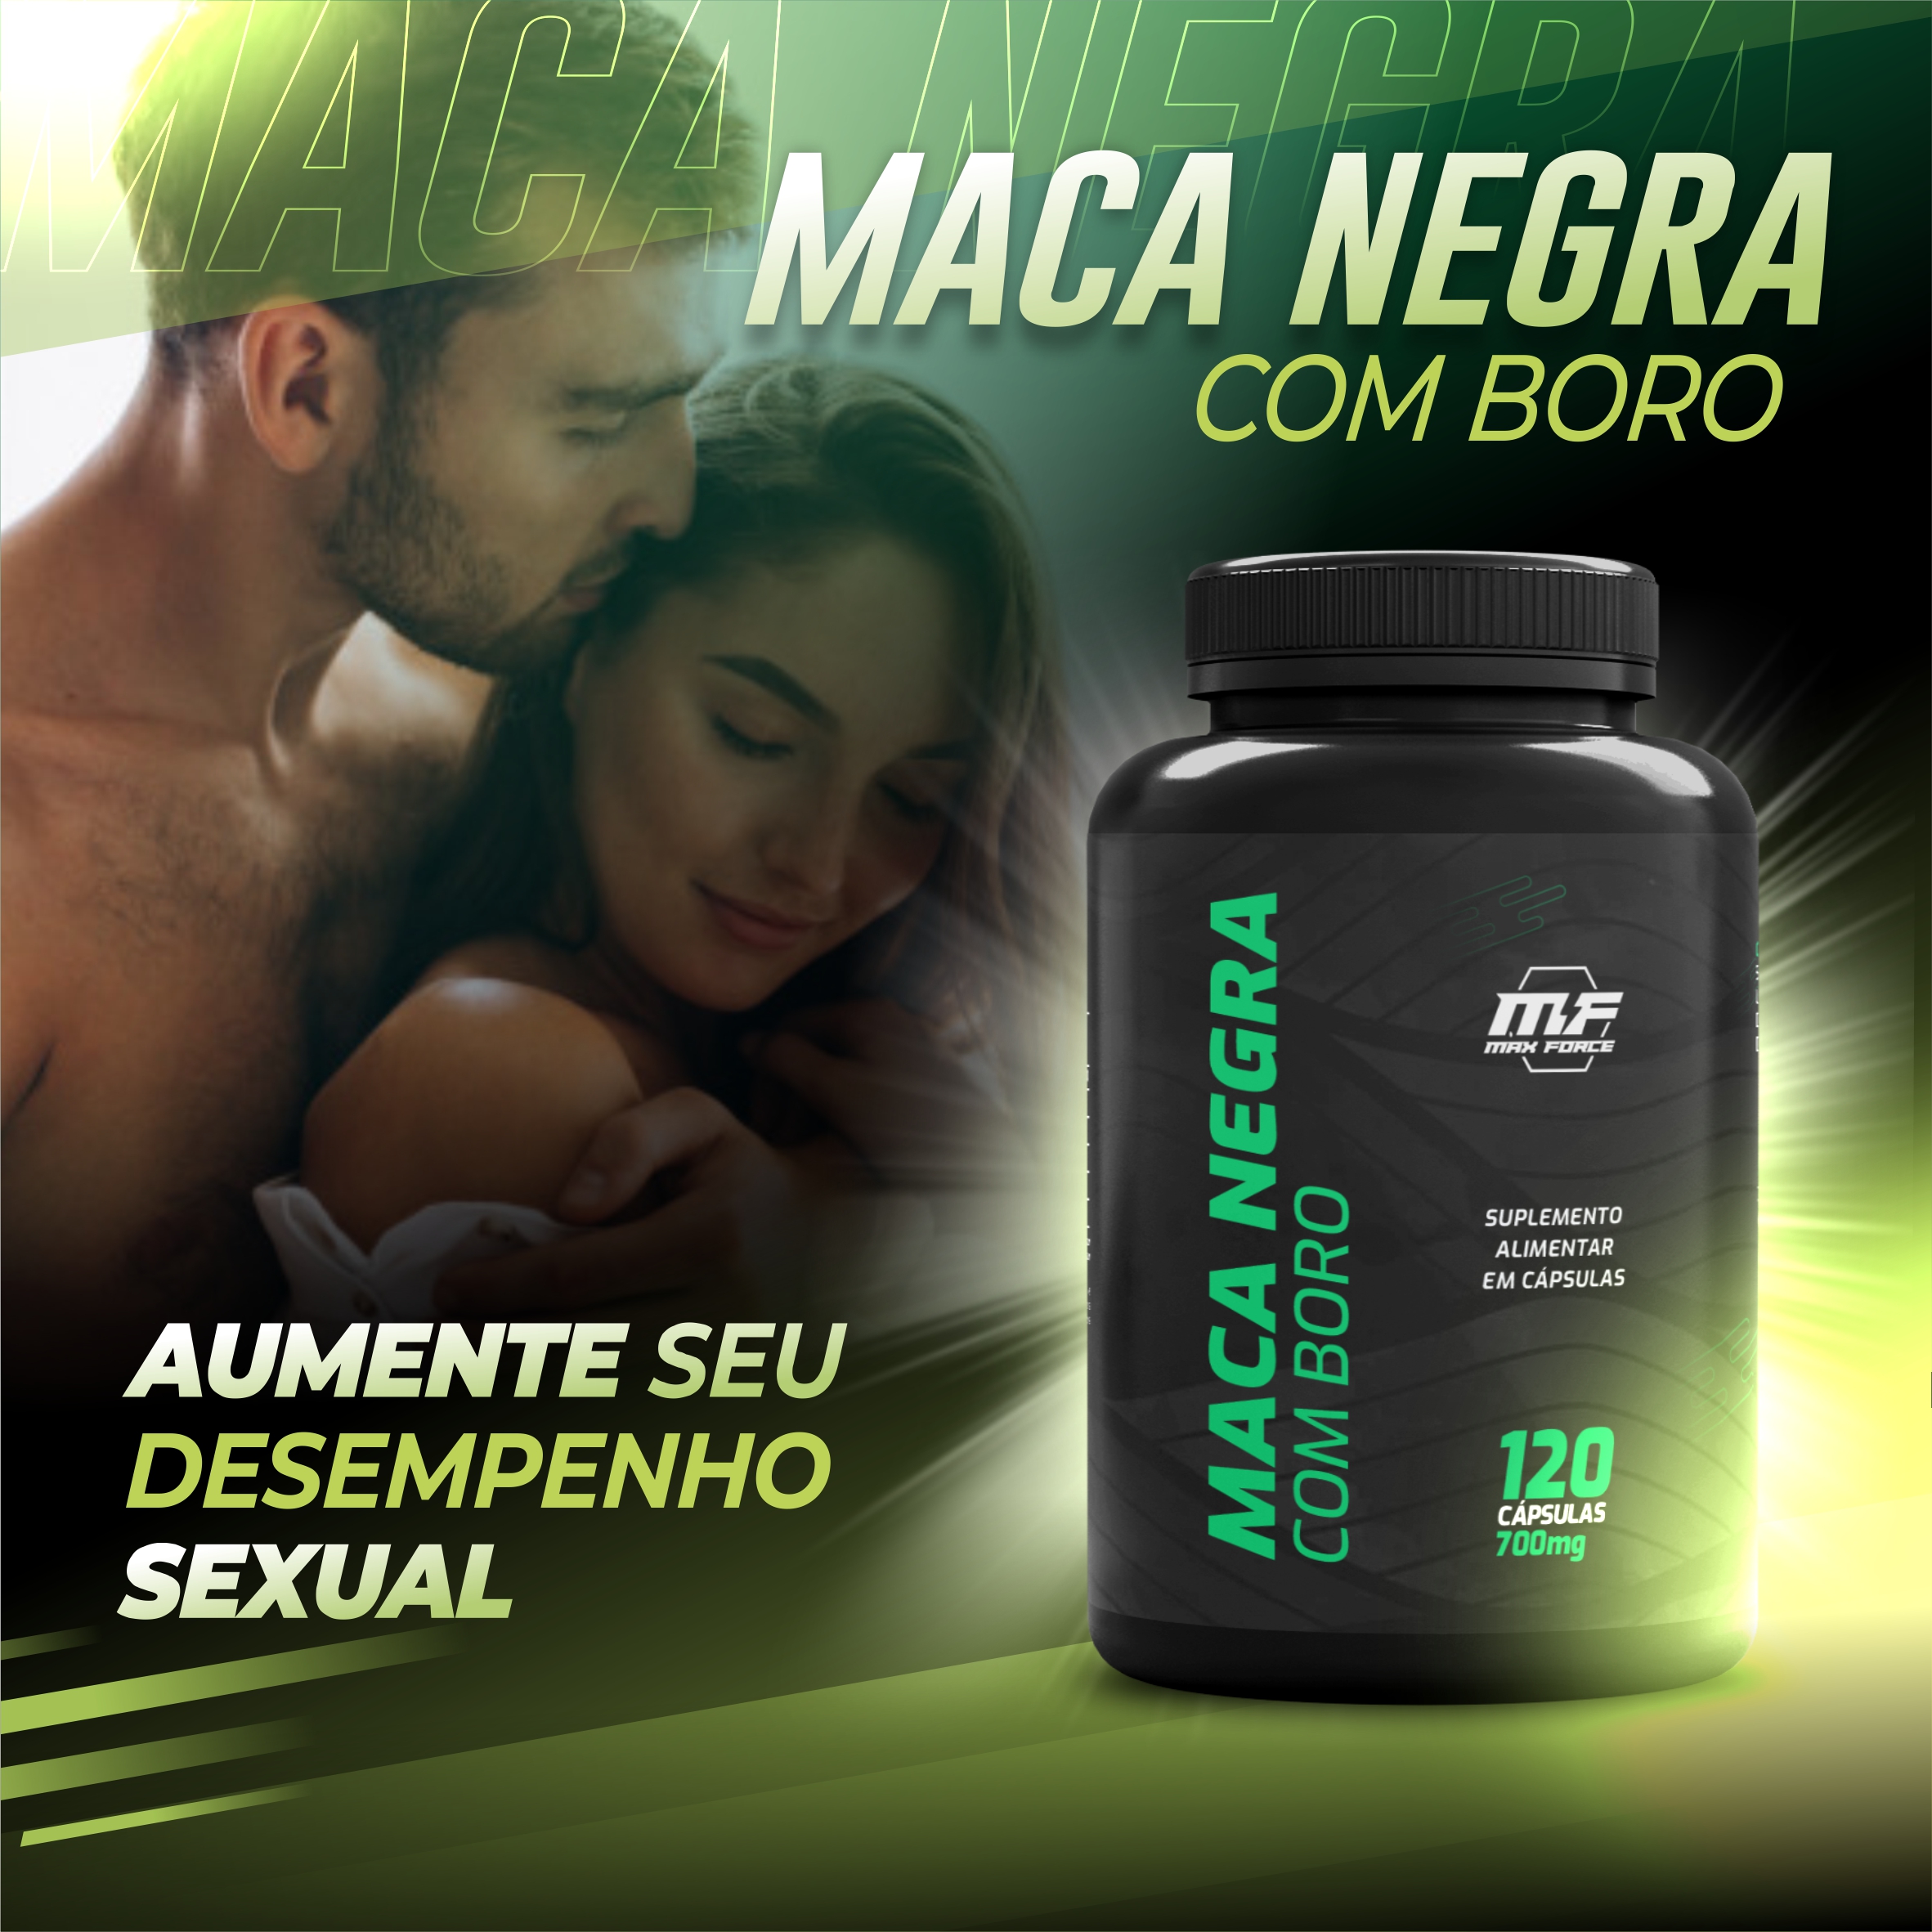 MACA NEGRA
MACA NEGRA
COM BORO
MACA NEGRA
COM BORO
MF
MAX FORCE
SUPLEMENTO
ALIMENTAR
EM CÁPSULAS
120
CÁPSULAS
700mg
AUMENTE SEU
DESEMPENHO
SEXUAL